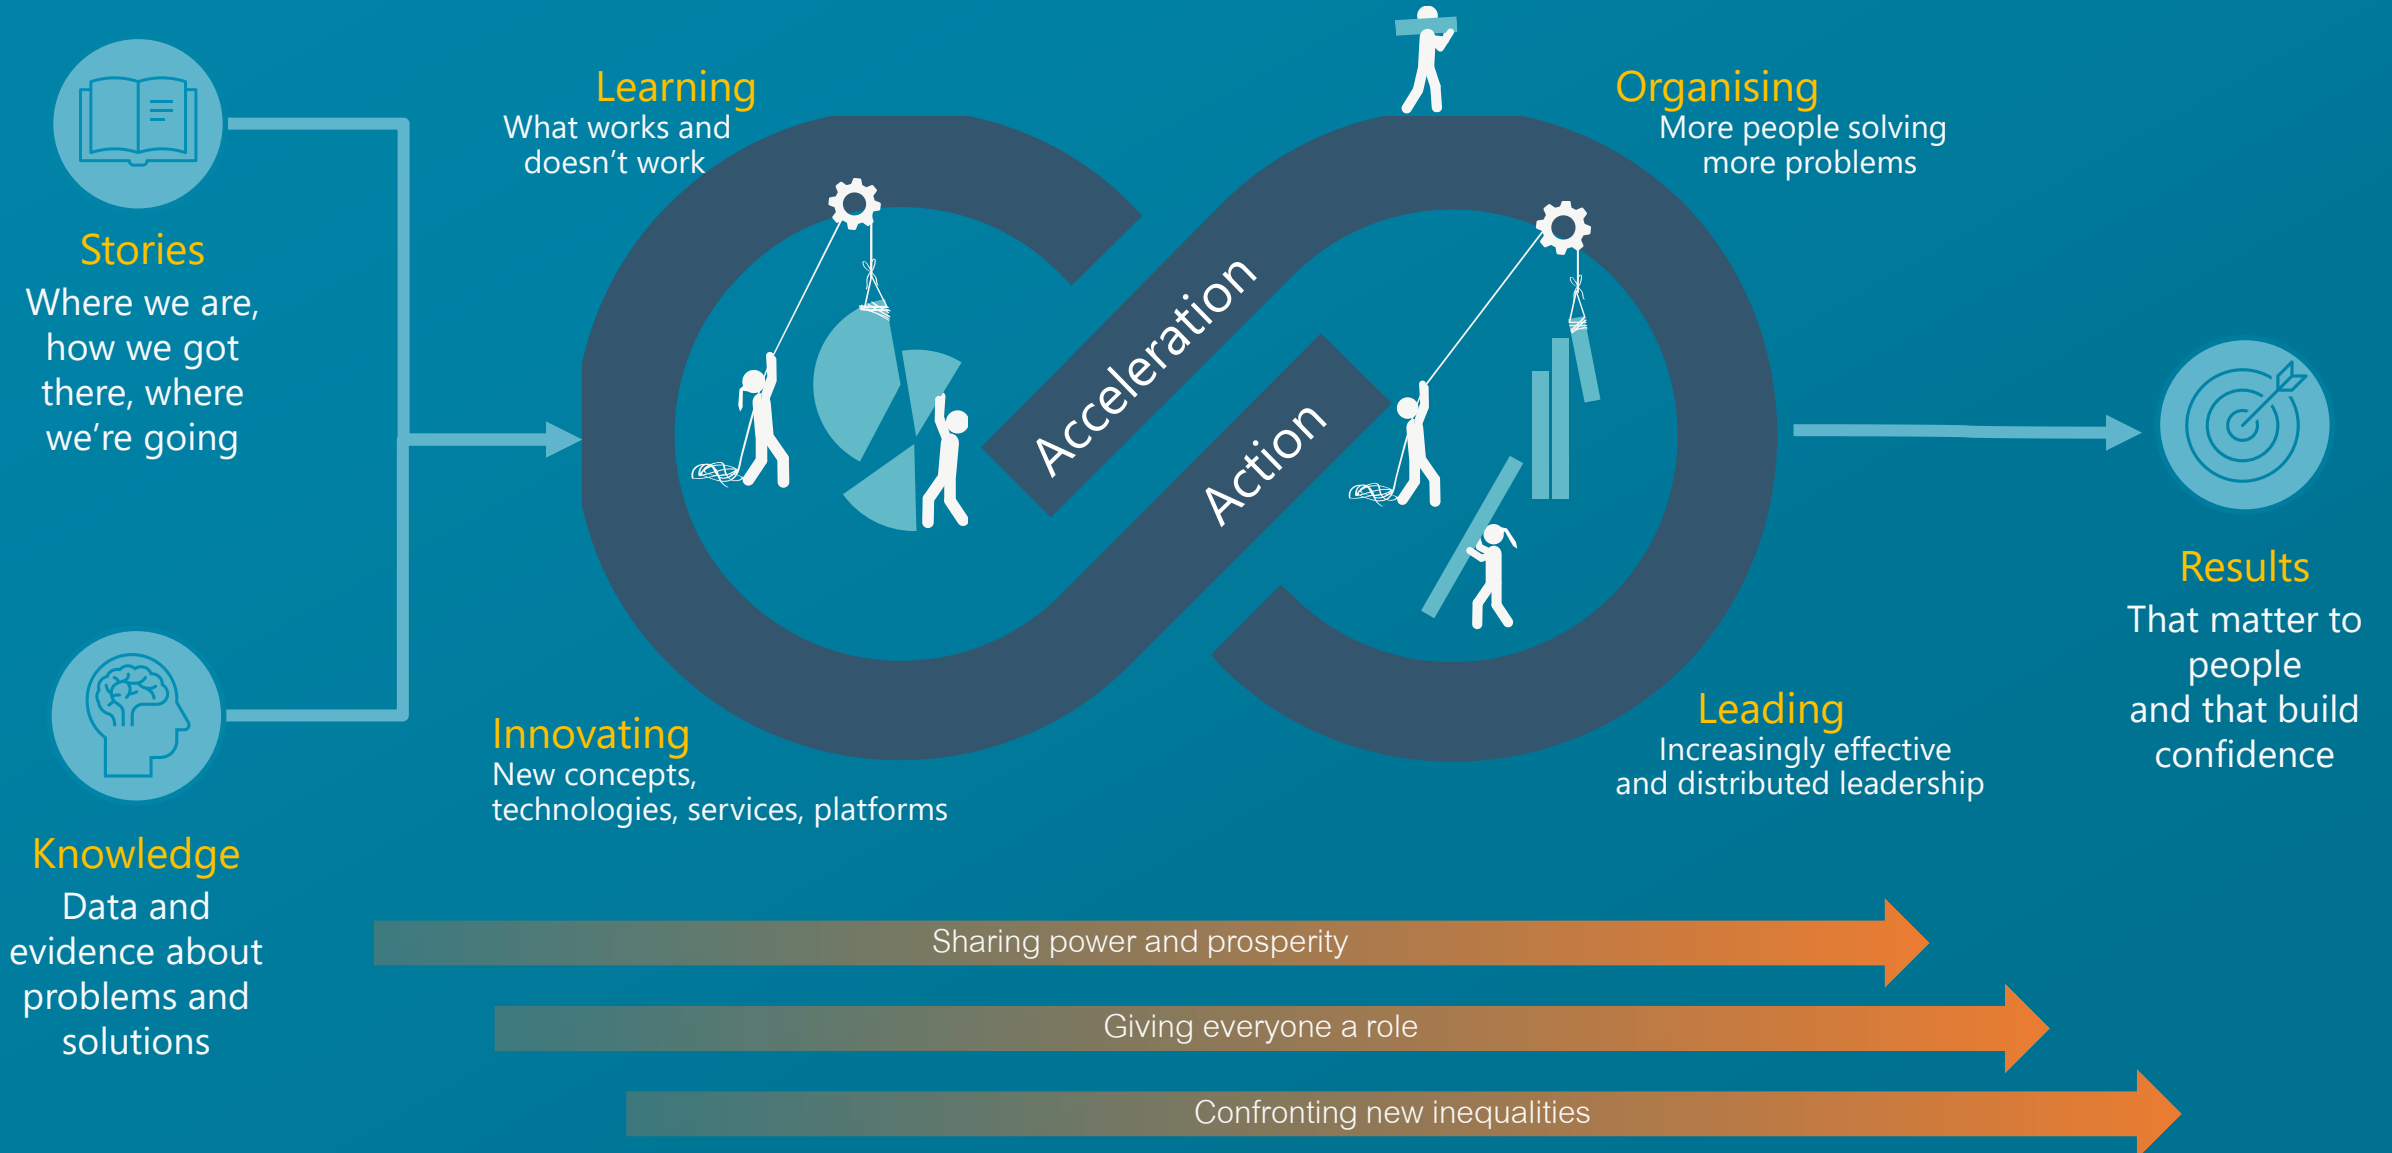 Stories
Where we are,
how we got
there, where
we’re going
Knowledge
Data and
evidence about
problems and
solutions
Learning
What works and
doesn’t work
Innovating
New concepts,
technologies, services, platforms
Acceleration
Action
Organising
More people solving
more problems
Leading
Increasingly effective
and distributed leadership
Results
That matter to
people
and that build
confidence
Sharing power and prosperity
Giving everyone a role
Confronting new inequalities